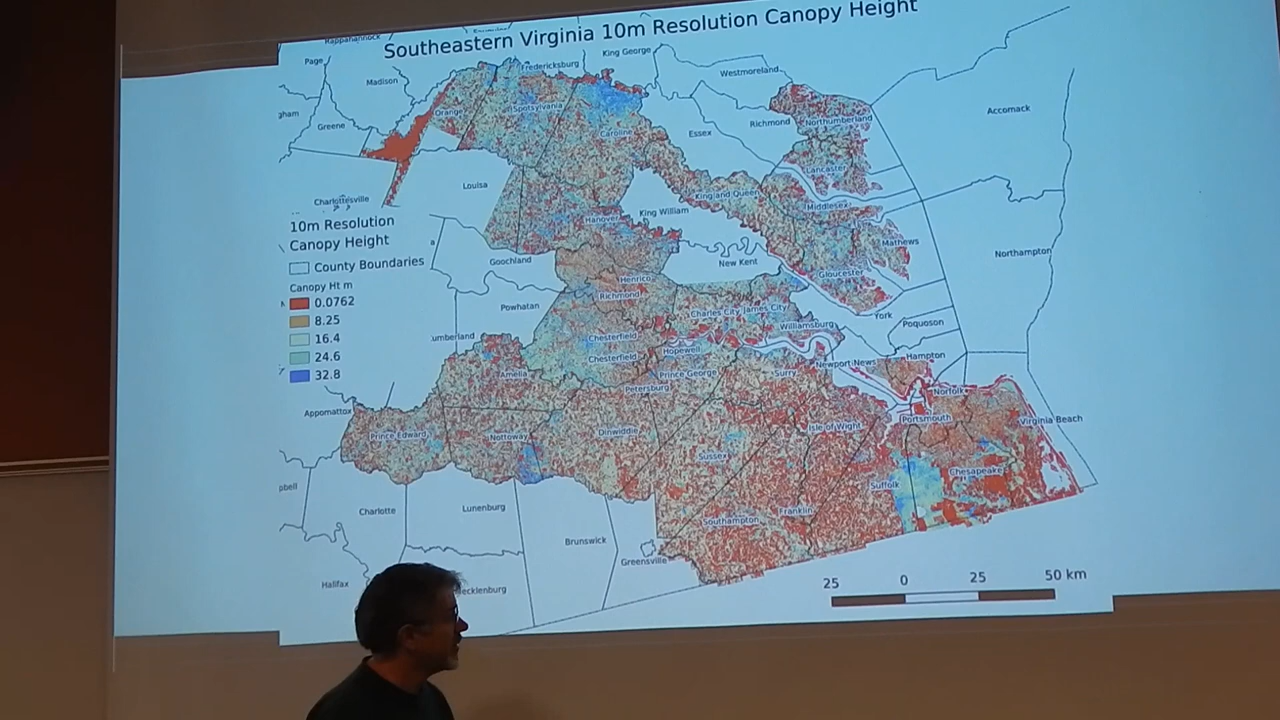 Rappahannock
Southeastern Virginia 10m Resolution Canopy Height
Page
Madison
Fredericksburg
King George
Westmoreland
gham
Greene
Orange
Spotsylvania
Caroline
Essex
Richmond
Northumberland
Accomack
Charlottesville
Louisa
Lancaster
King and Queen
Middlesex
King William
Hanover
Mathews
Northampton
10m Resolution
Canopy Height
County Boundaries
Canopy Ht m
0.0762
8.25
16.4
24.6
32.8
a
Goochland
New Kent
Gloucester
Henrico
Richmond
Powhatan
Charles City
James City
York
Williamsburg
Poquoson
umberland
Chesterfield
Chesterfield
Hopewell
Newport News
Hampton
Amelia
Prince George
Surry
Petersburg
Norfolk
Appomattox
Portsmouth
Virginia Beach
Prince Edward
Nottoway
Dinwiddie
Isle of Wight
Sussex
Suffolk
Chesapeake
pbell
Charlotte
Lunenburg
Southampton
Franklin
Brunswick
Greensville
Halifax
ecklenburg
25 0 25 50 km